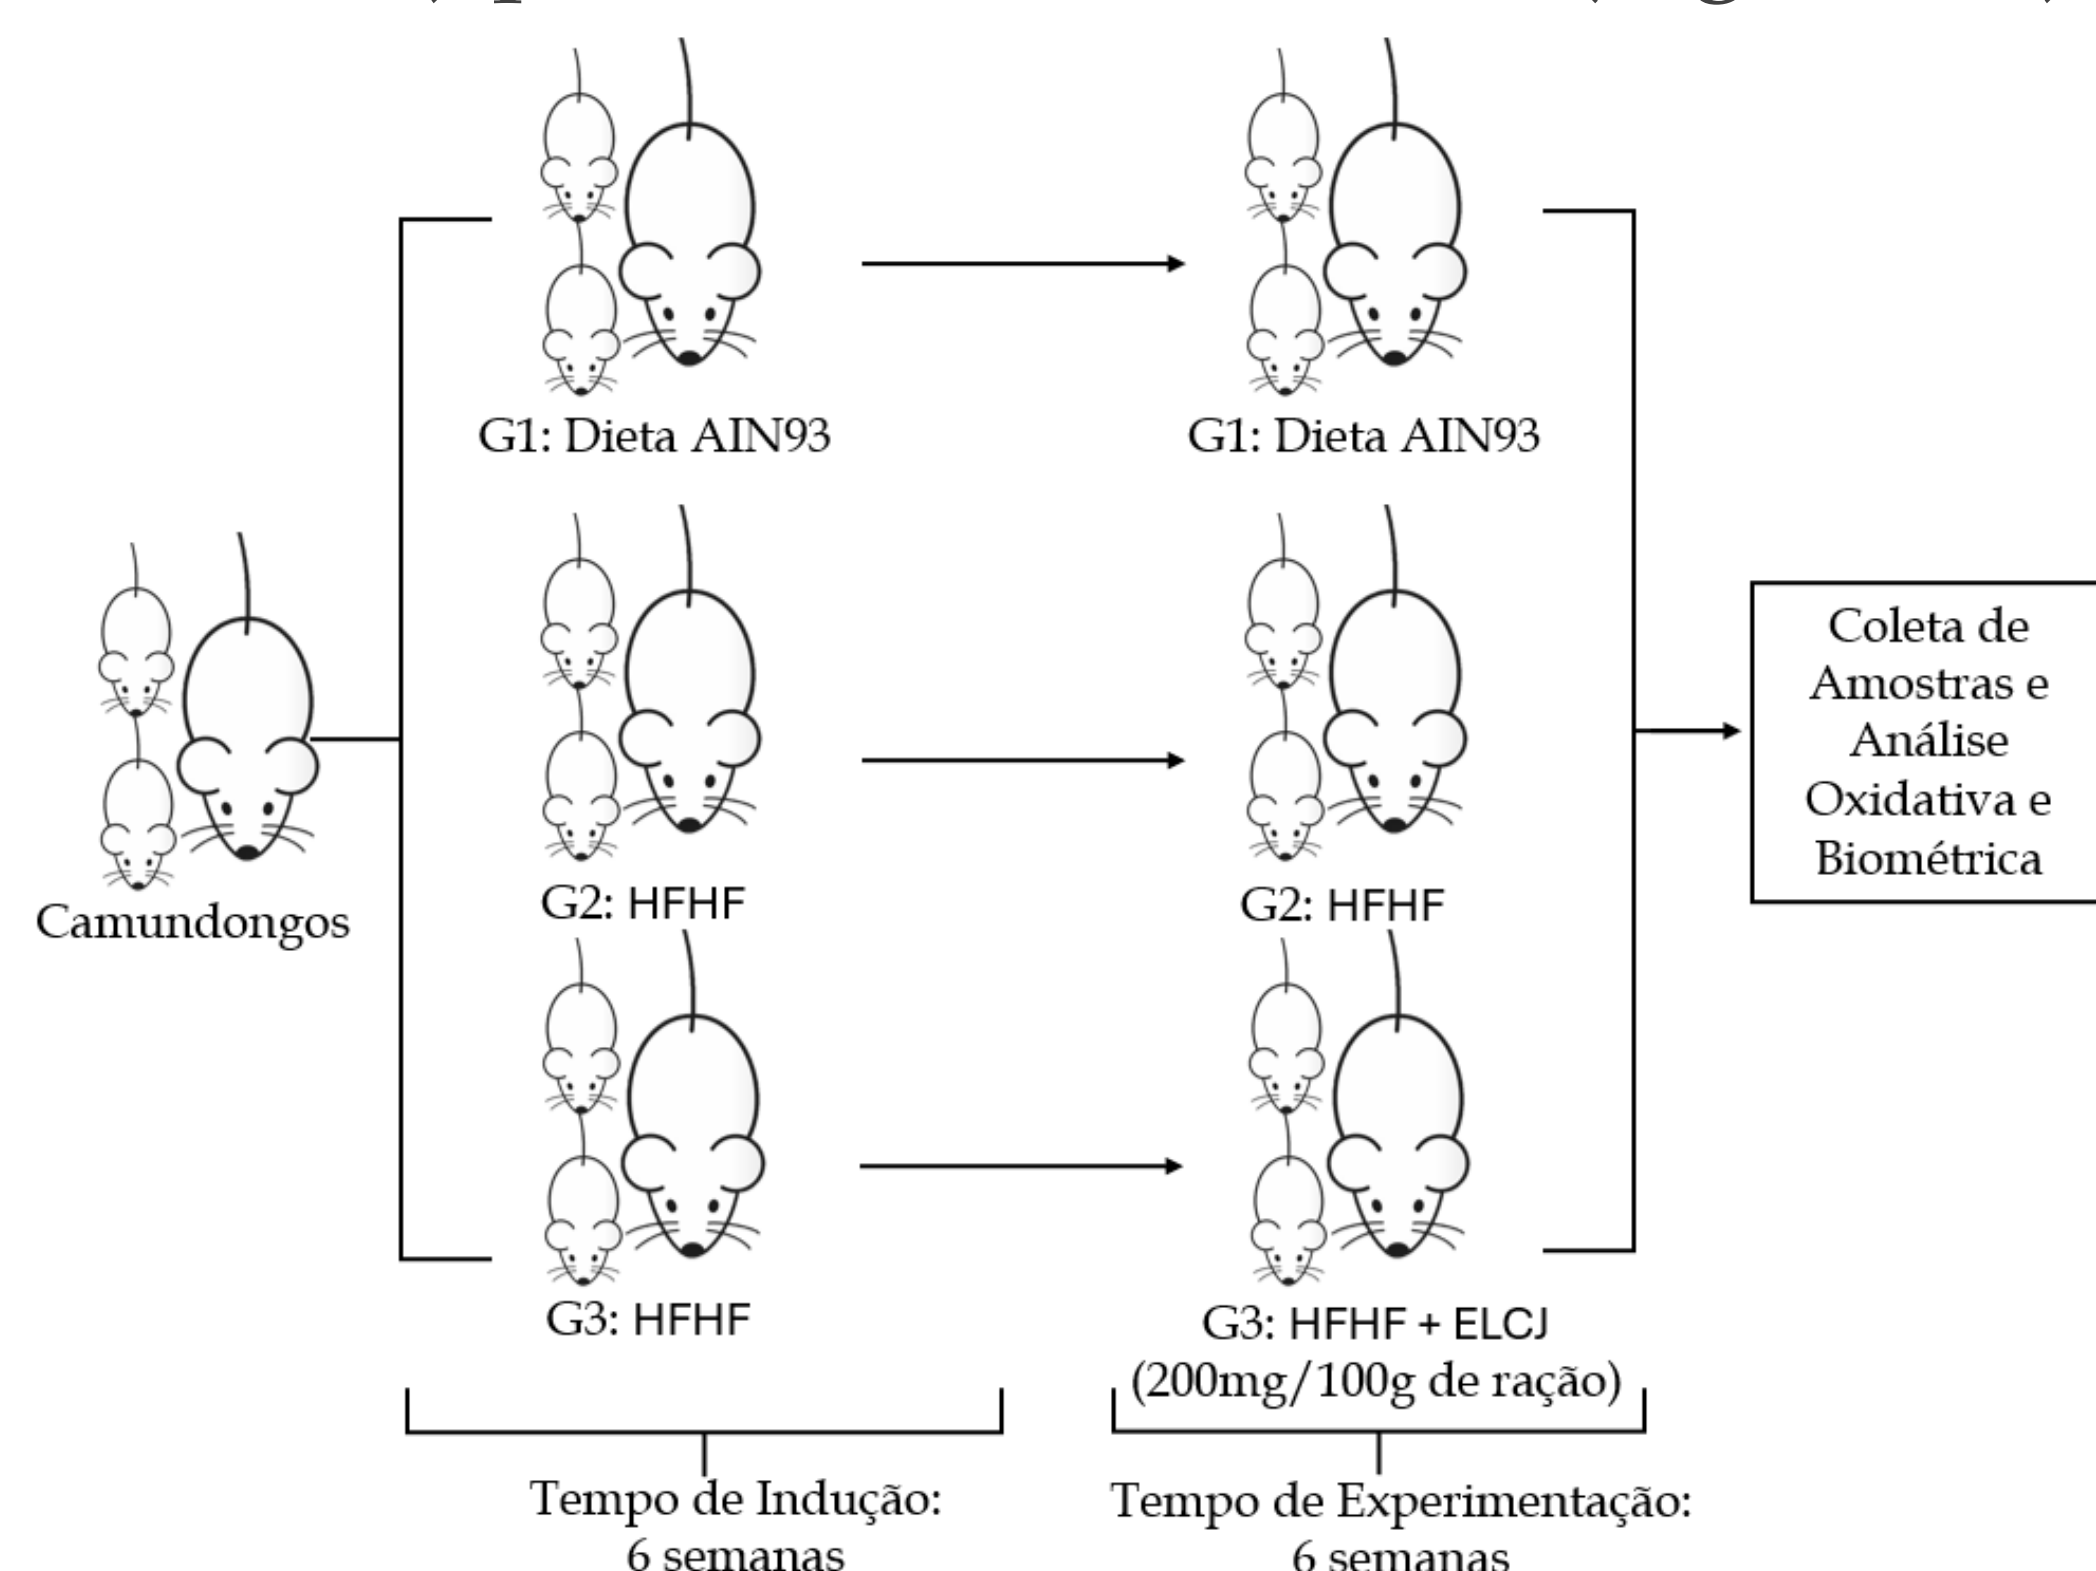 G1: Dieta AIN93
G1: Dieta AIN93
Camundongos
G2: HFHF
G2: HFHF
Coleta de
Amostras e
Análise
Oxidativa e
Biométrica
G3: HFHF
G3: HFHF + ELCJ
(200mg/100g de ração)
Tempo de Indução:
6 semanas
Tempo de Experimentação:
6 semanas